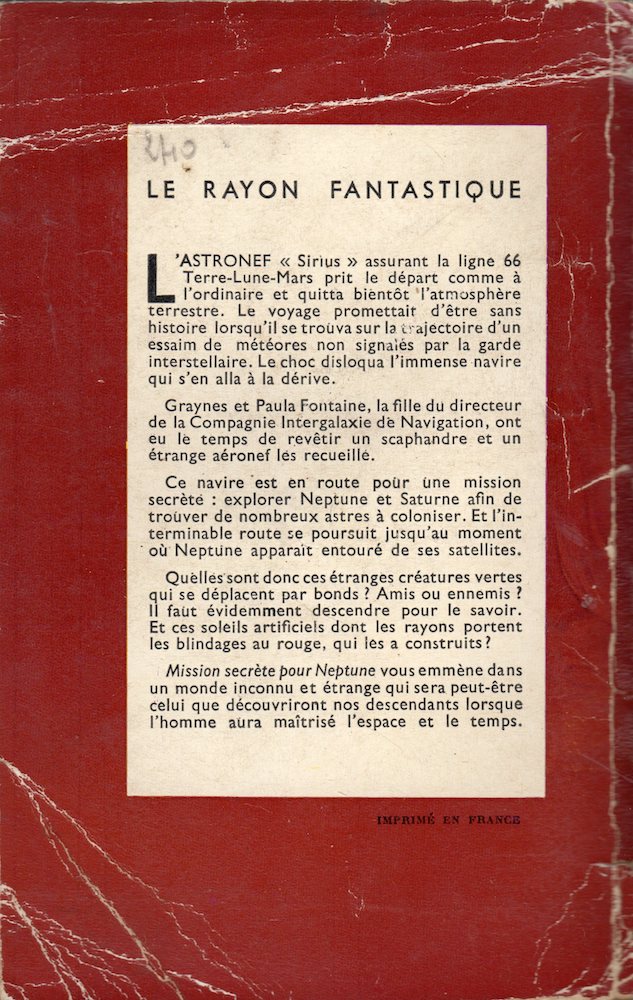 240
LE RAYON FANTASTIQUE
L'ASTRONEF « Sirius » assurant la ligne 66
Terre-Lune-Mars prit le départ comme à
l'ordinaire et quitta bientôt l'atmosphère
terrestre. Le voyage promettait d'être sans
histoire lorsqu'il se trouva sur la trajectoire d'un
essaim de météores non signalés par la garde
interstellaire. Le choc disloqua l'immense navire
qui s'en alla à la dérive.
Graynes et Paula Fontaine, la fille du directeur
de la Compagnie Intergalaxie de Navigation, ont
eu le temps de revêtir un scaphandre et un
étrange aéronef les recueille.
Ce navire est en route pour une mission
secrète : explorer Neptune et Saturne afin de
trouver de nombreux astres à coloniser. Et l'in-
terminable route se poursuit jusqu'au moment
où Neptune apparaît entouré de ses satellites.
Quelles sont donc ces étranges créatures vertes
qui se déplacent par bonds ? Amis ou ennemis ?
Il faut évidemment descendre pour le savoir.
Et ces soleils artificiels dont les rayons portent
les blindages au rouge, qui les a construits ?
Mission secrète pour Neptune vous emmène dans
un monde inconnu et étrange qui sera peut-être
celui que découvriront nos descendants lorsque
l'homme aura maîtrisé l'espace et le temps.
IMPRIMÉ EN FRANCE